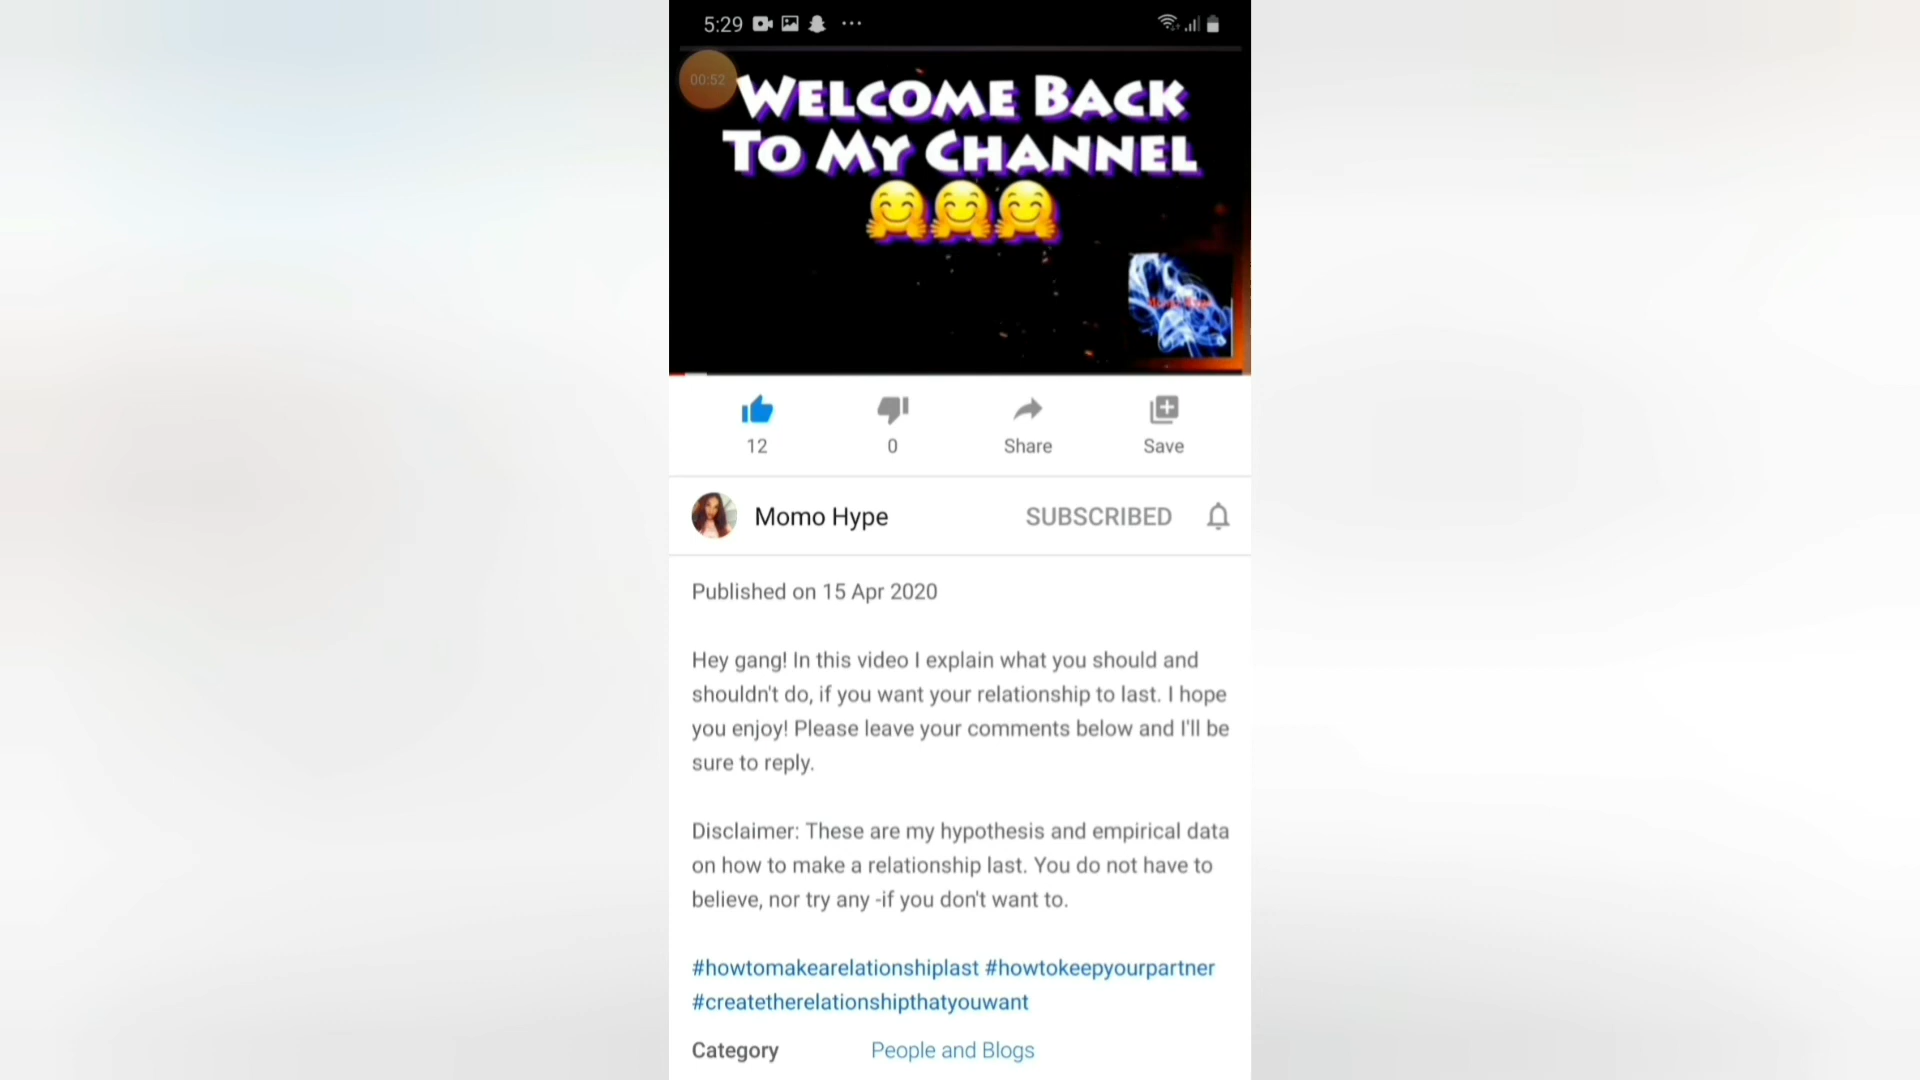 5:29
00:52
WELCOME BACK
TO MY CHANNEL
🤗🤗🤗
12
0
Share
Save
Momo Hype
SUBSCRIBED
Published on 15 Apr 2020
Hey gang! In this video I explain what you should and
shouldn't do, if you want your relationship to last. I hope
you enjoy! Please leave your comments below and I'll be
sure to reply.
Disclaimer: These are my hypothesis and empirical data
on how to make a relationship last. You do not have to
believe, nor try any -if you don't want to.
#howtomakearelationshiplast #howtokeepyourpartner
#createtherelationshipthatyouwant
Category
People and Blogs